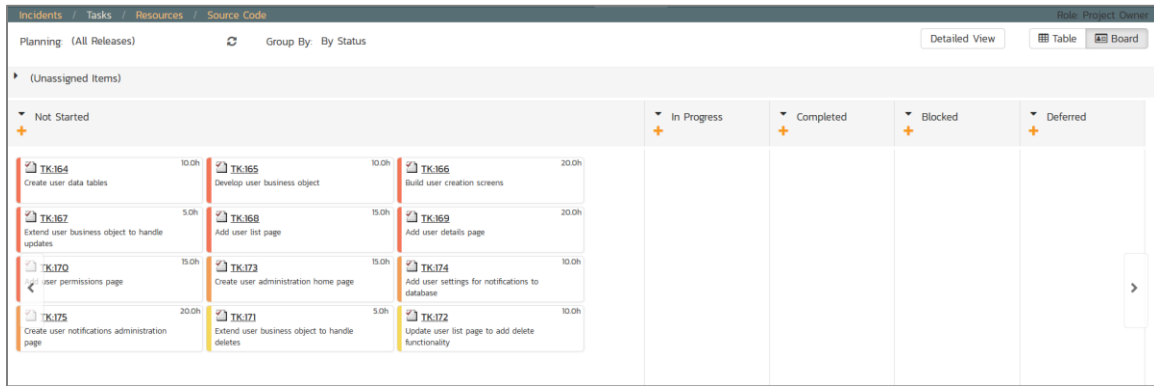 Incidents / Tasks / Resources / Source Code Role: Project Owner
Planning: (All Releases) Group By: By Status Detailed View Table Board
(Unassigned Items)
Not Started In Progress Completed Blocked Deferred
TK:164 10.0h
Create user data tables
TK:165 10.0h
Develop user business object
TK:166 20.0h
Build user creation screens
TK:167 5.0h
Extend user business object to handle
updates
TK:168 15.0h
Add user list page
TK:169 20.0h
Add user details page
TK:170 15.0h
Add user permissions page
TK:173 15.0h
Create user administration home page
TK:174 10.0h
Add user settings for notifications to
database
TK:175 20.0h
Create user notifications administration
page
TK:171 5.0h
Extend user business object to handle
deletes
TK:172 10.0h
Update user list page to add delete
functionality